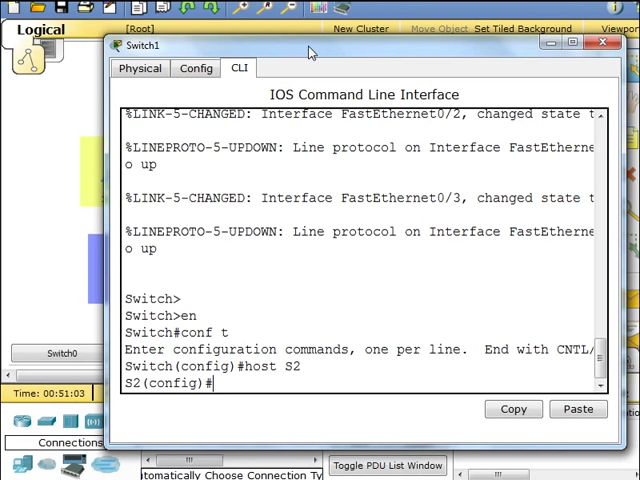 Logical
[Root]
New Cluster
Move Object
Set Tiled Background
Viewpor
Switch1
Physical
Config
CLI
IOS Command Line Interface
%LINK-5-CHANGED: Interface FastEthernet0/2, changed state t
%LINEPROTO-5-UPDOWN: Line protocol on Interface FastEtherne
o up
%LINK-5-CHANGED: Interface FastEthernet0/3, changed state t
%LINEPROTO-5-UPDOWN: Line protocol on Interface FastEtherne
o up
Switch>
Switch>en
Switch#conf t
Enter configuration commands, one per line.  End with CNTL/
Switch(config)#host S2
S2(config)#
Copy
Paste
Switch0
Time: 00:51:03
Connections
utomatically Choose Connection Ty
Toggle PDU List Window